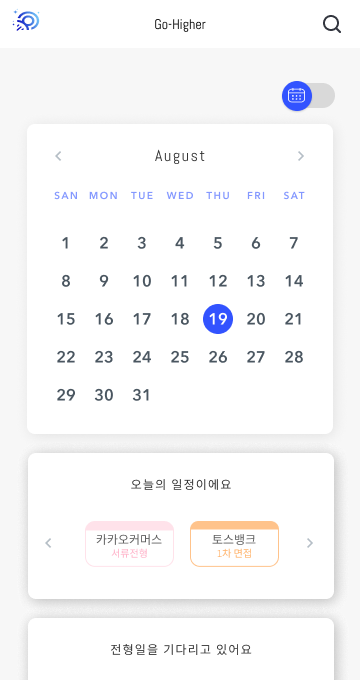 Go-Higher
August
SAN MON TUE WED THU FRI SAT
1 2 3 4 5 6 7
8 9 10 11 12 13 14
15 16 17 18 19 20 21
22 23 24 25 26 27 28
29 30 31
오늘의 일정이에요
카카오커머스 토스뱅크
서류전형 1차 면접
전형일을 기다리고 있어요